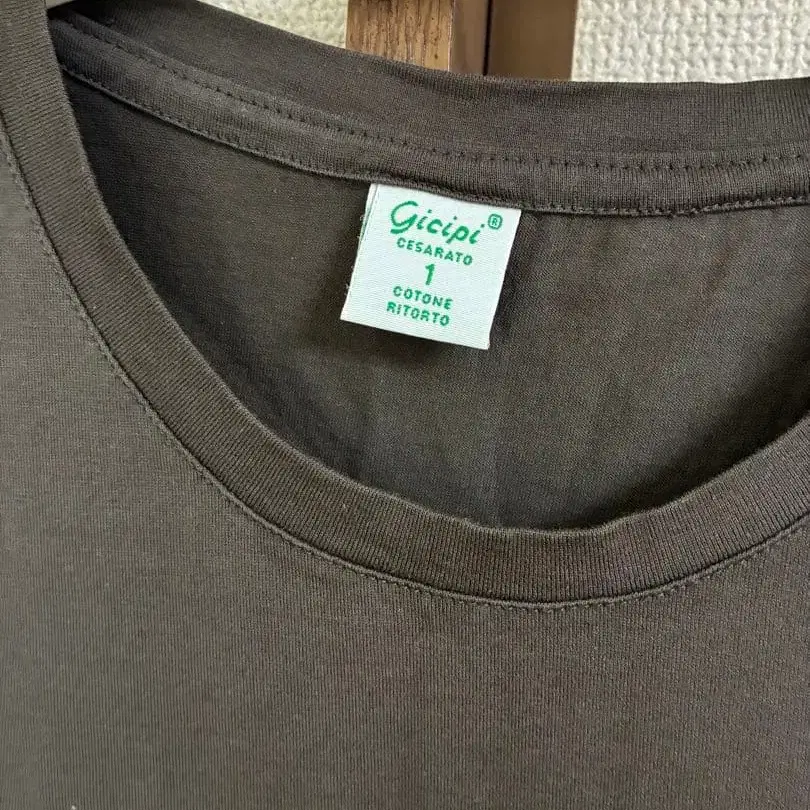 Gicipi®
CESARATO
1
COTONE
RITORTO